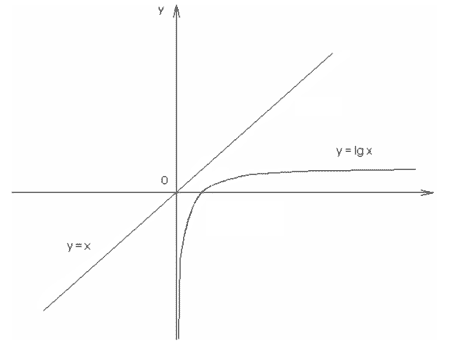 y
y = lg x
0
y = x